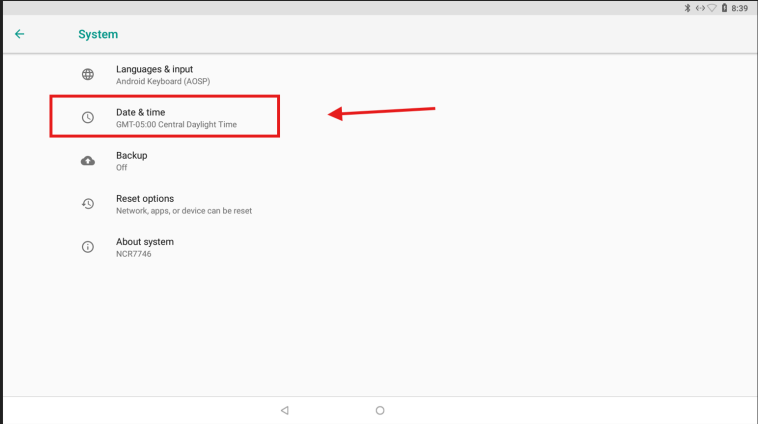 8:39
System
Languages & input
Android Keyboard (AOSP)
Date & time
GMT-05:00 Central Daylight Time
Backup
Off
Reset options
Network, apps, or device can be reset
About system
NCR7746